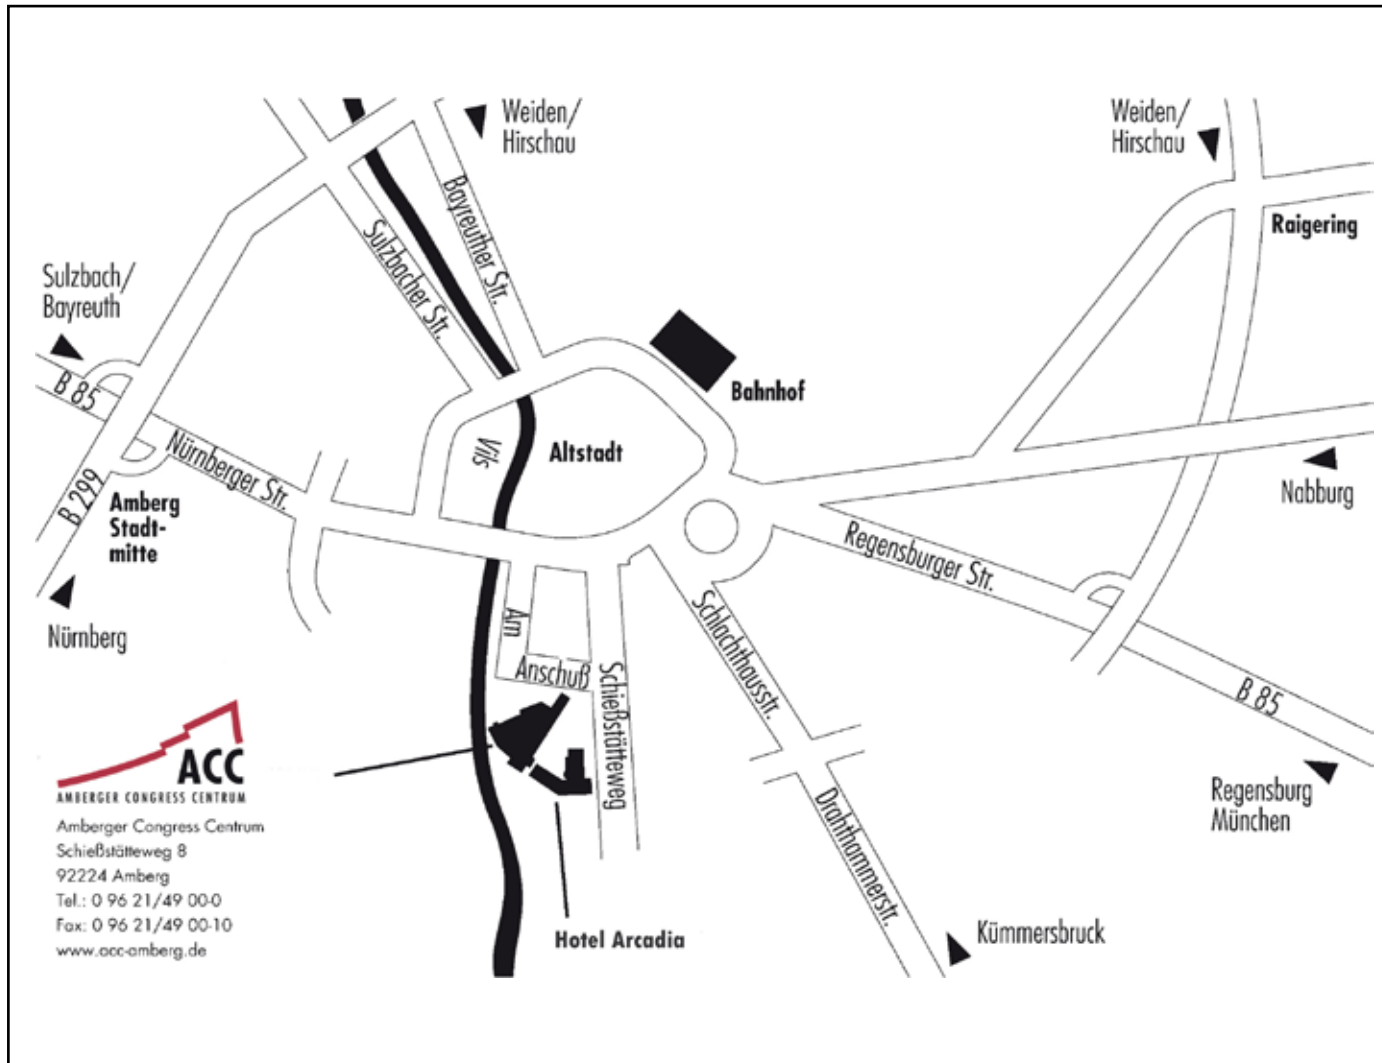 Weiden/
Hirschau
Weiden/
Hirschau
Raigering
Bayreuther Str.
Sulzbacher Str.
Sulzbach/
Bayreuth
B 85
Nürnberger Str.
B 299
Amberg
Stadt-
mitte
Nürnberg
Vils
Altstadt
Bahnhof
Nabburg
Regensburger Str.
B 85
Regensburg
München
Am
Anschuß
Schießstätteweg
Schlachthausstr.
Drahthammerstr.
Kümmersbruck
Hotel Arcadia
ACC
AMBERGER CONGRESS CENTRUM
Amberger Congress Centrum
Schießstätteweg 8
92224 Amberg
Tel.: 0 96 21/49 00-0
Fax: 0 96 21/49 00-10
www.acc-amberg.de